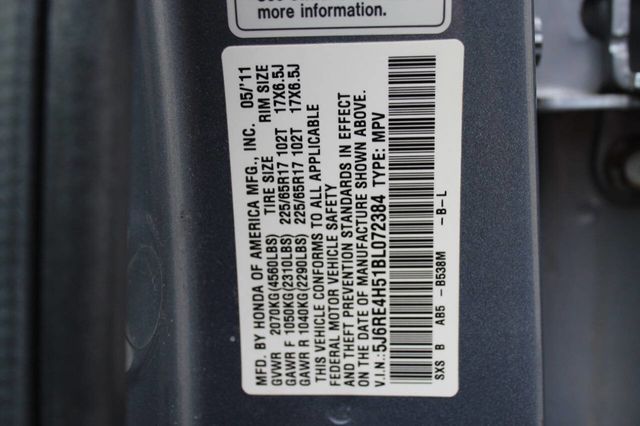 more information.
MFD. BY HONDA OF AMERICA MFG., INC. 05/'11
TIRE SIZE RIM SIZE
GVWR 2070KG(4560LBS)
GAWR F 1050KG(2310LBS) 225/65R17 102T 17X6.5J
GAWR R 1040KG(2290LBS) 225/65R17 102T 17X6.5J
THIS VEHICLE CONFORMS TO ALL APPLICABLE
FEDERAL MOTOR VEHICLE SAFETY
AND THEFT PREVENTION STANDARDS IN EFFECT
ON THE DATE OF MANUFACTURE SHOWN ABOVE.
V.I.N.:5J6RE4H51BL072384 TYPE: MPV
SXS B AB5 -B538M -B-L